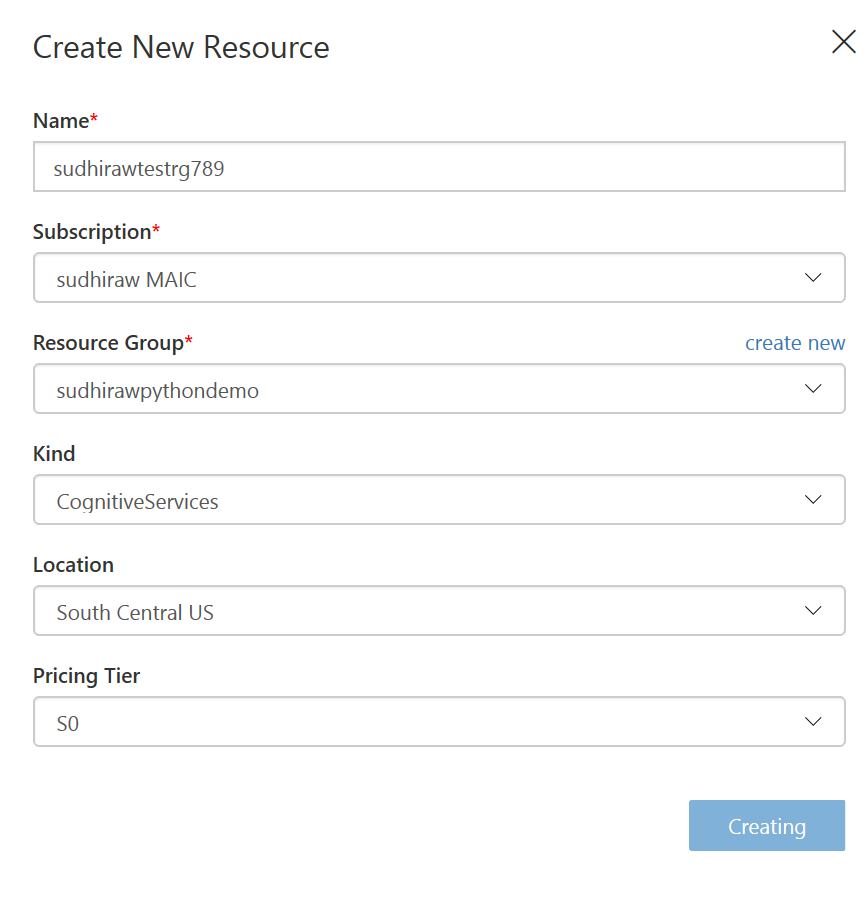 Create New Resource
Name*
sudhirawtestrg789
Subscription*
sudhiraw MAIC
Resource Group* create new
sudhirawpythondemo
Kind
CognitiveServices
Location
South Central US
Pricing Tier
S0
Creating